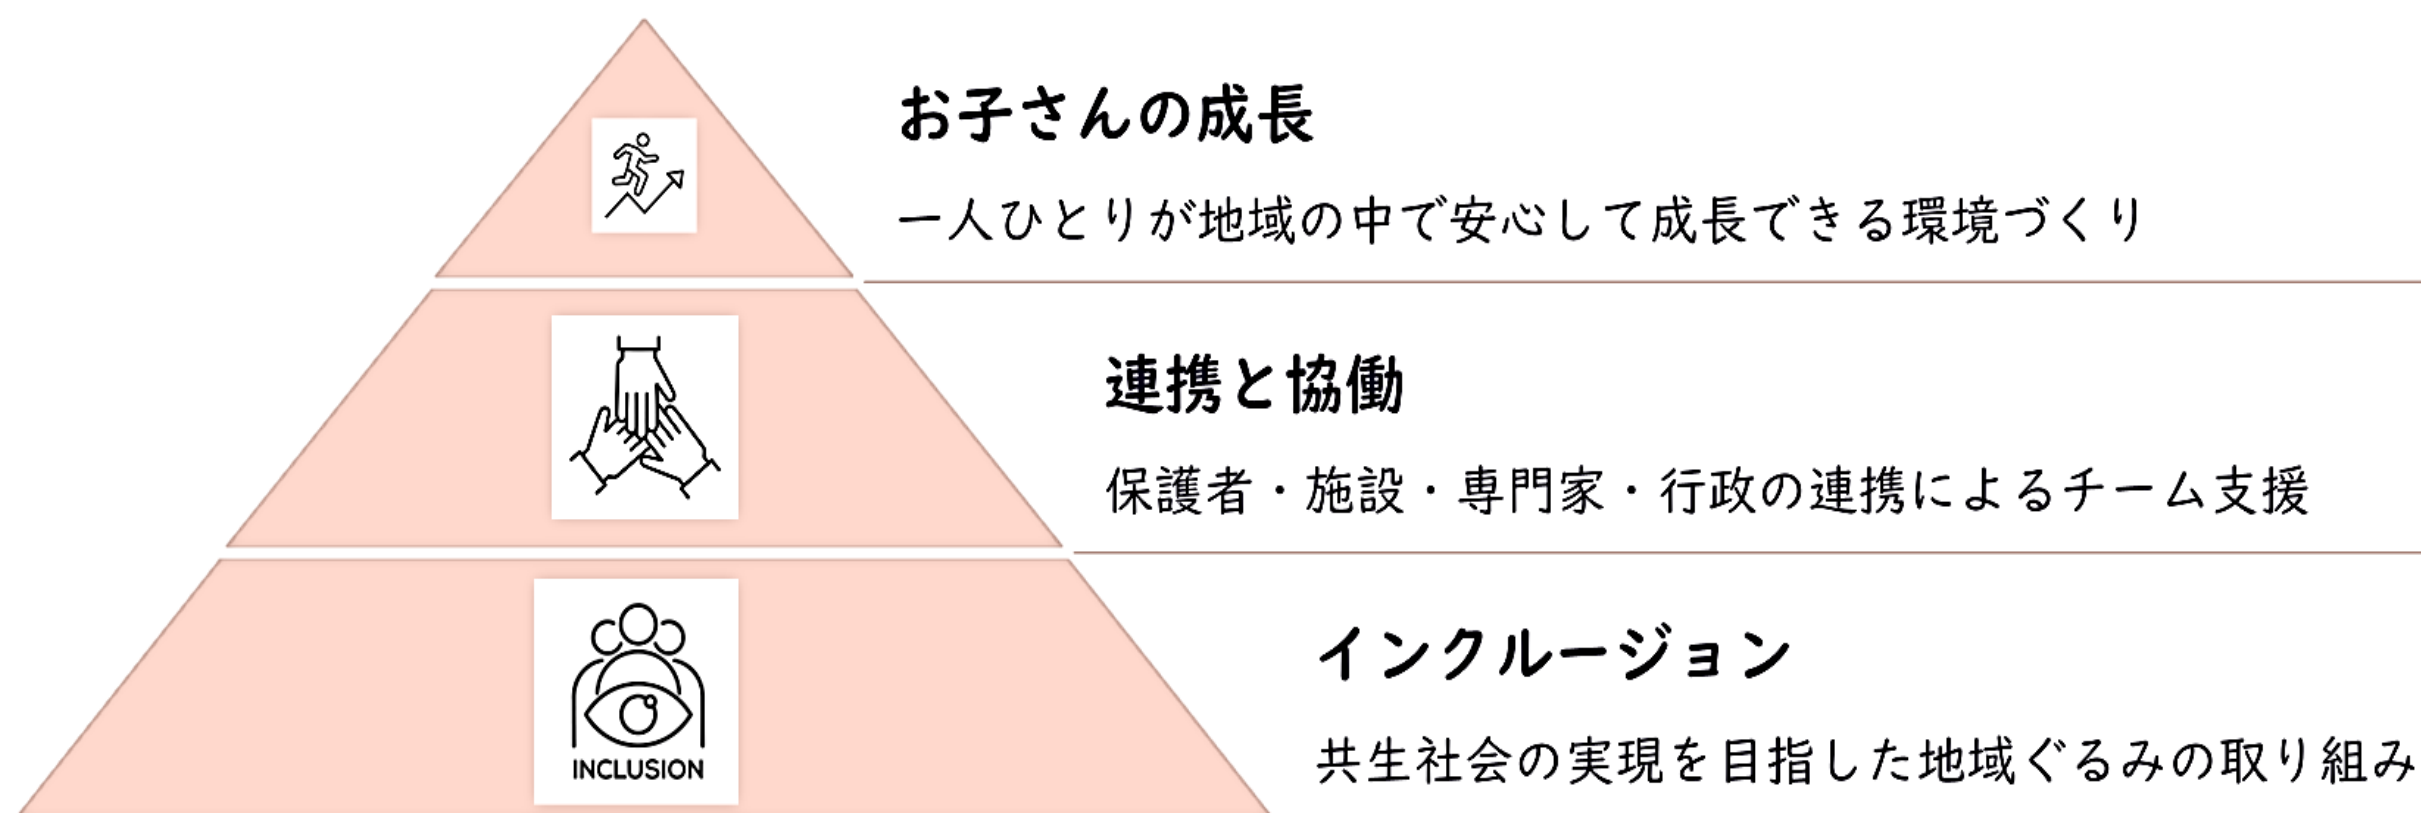 お子さんの成長
一人ひとりが地域の中で安心して成長できる環境づくり
連携と協働
保護者・施設・専門家・行政の連携によるチーム支援
INCLUSION
インクルージョン
共生社会の実現を目指した地域ぐるみの取り組み